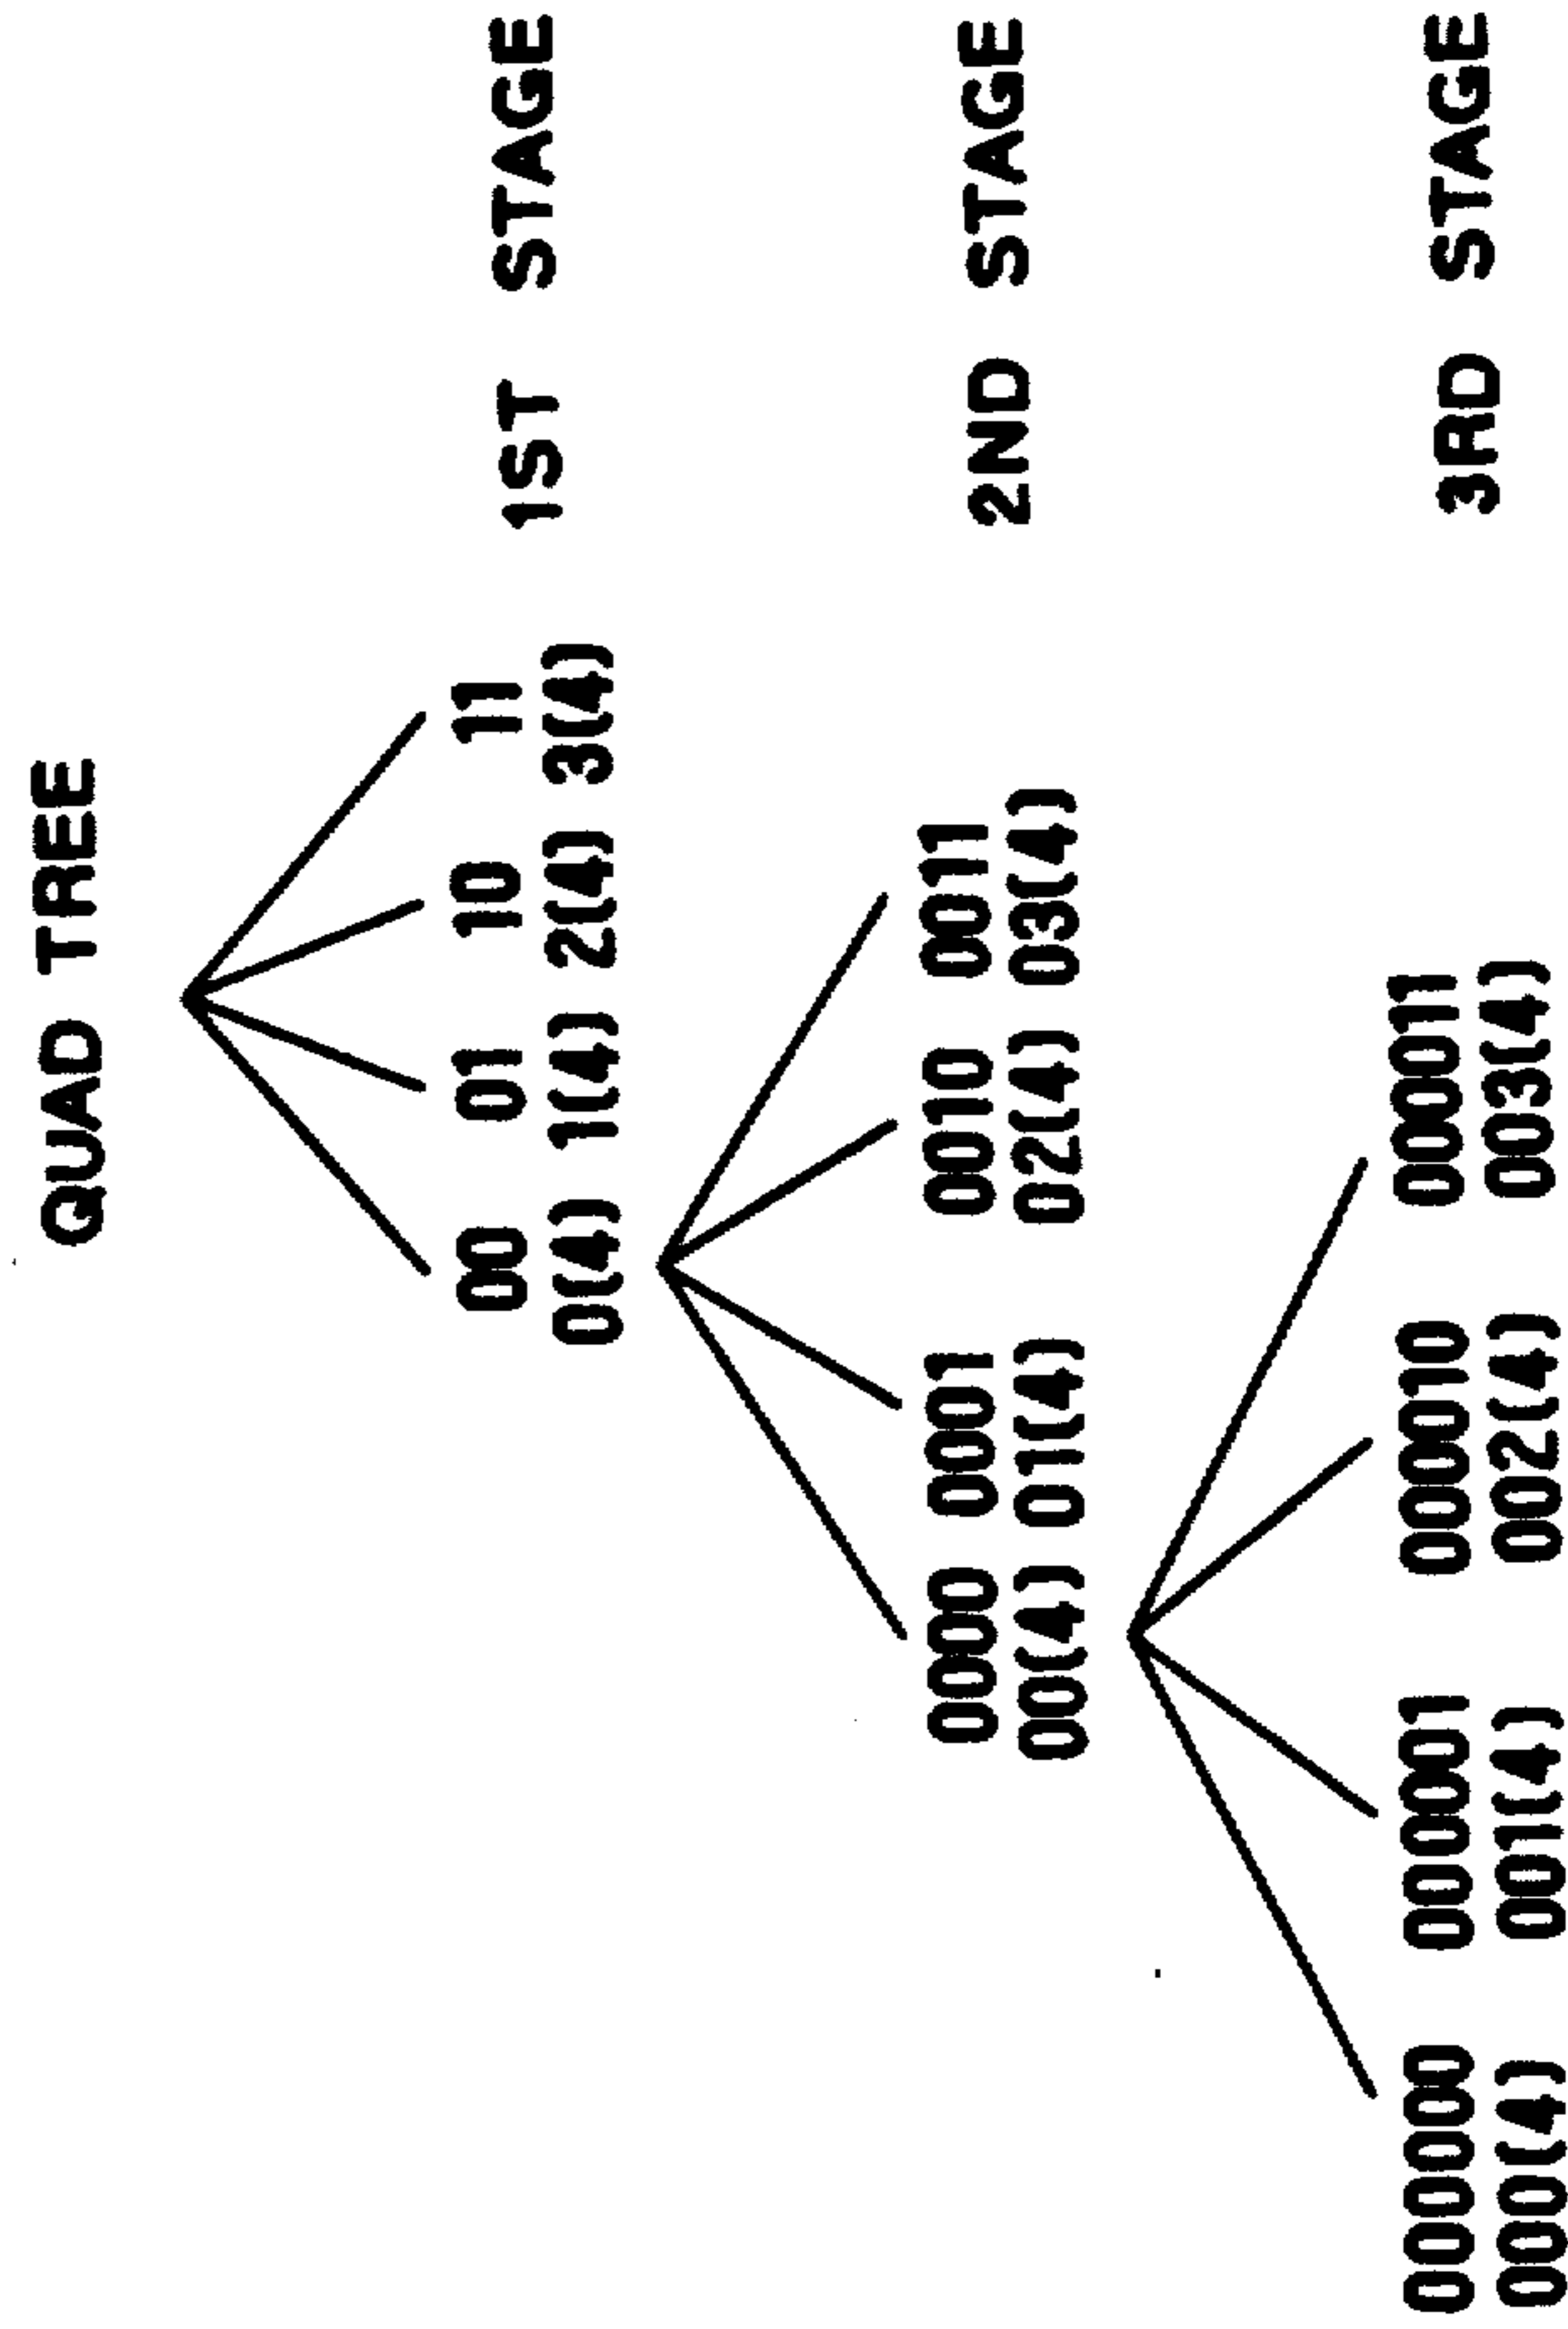 QUAD TREE
00 01 10 11 1ST STAGE
0(4) 1(4) 2(4) 3(4)
0000 0001 0010 0011 2ND STAGE
00(4) 01(4) 02(4) 03(4)
000000 000001 000010 000011 3RD STAGE
000(4) 001(4) 002(4) 003(4)